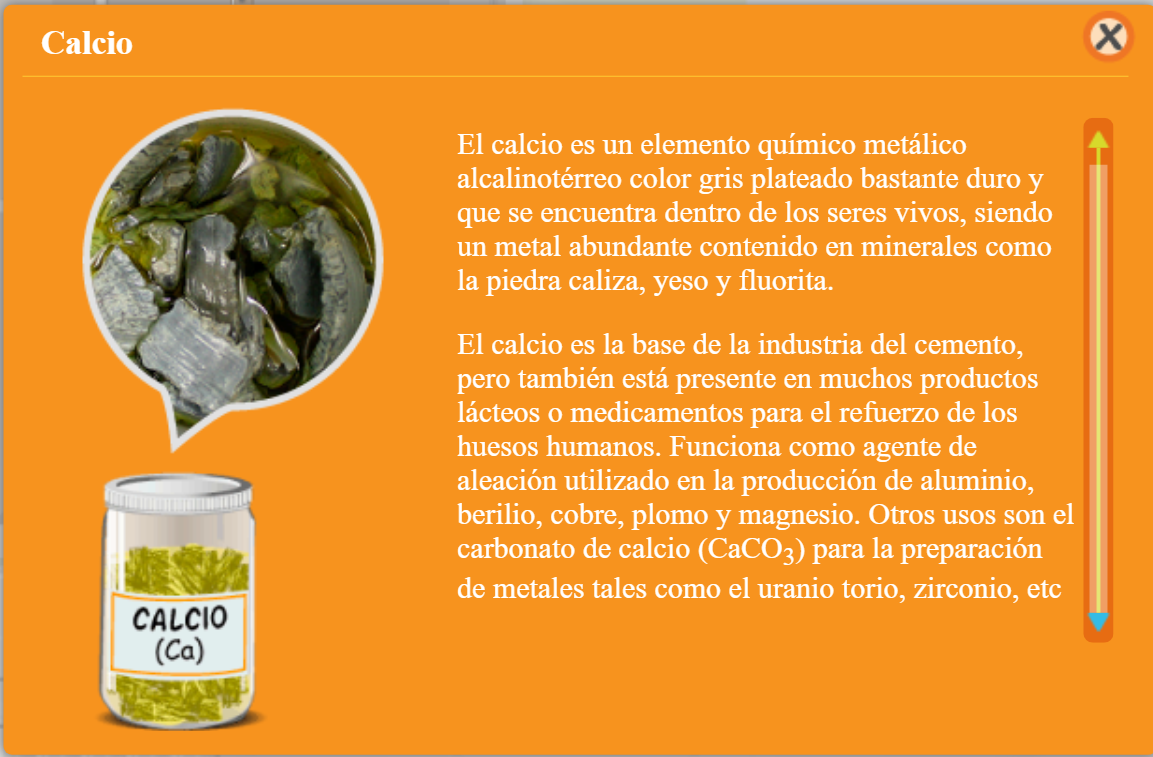 Calcio
El calcio es un elemento químico metálico
alcalinotérreo color gris plateado bastante duro y
que se encuentra dentro de los seres vivos, siendo
un metal abundante contenido en minerales como
la piedra caliza, yeso y fluorita.
El calcio es la base de la industria del cemento,
pero también está presente en muchos productos
lácteos o medicamentos para el refuerzo de los
huesos humanos. Funciona como agente de
aleación utilizado en la producción de aluminio,
berilio, cobre, plomo y magnesio. Otros usos son el
carbonato de calcio (CaCO₃) para la preparación
de metales tales como el uranio torio, zirconio, etc
CALCIO
(Ca)